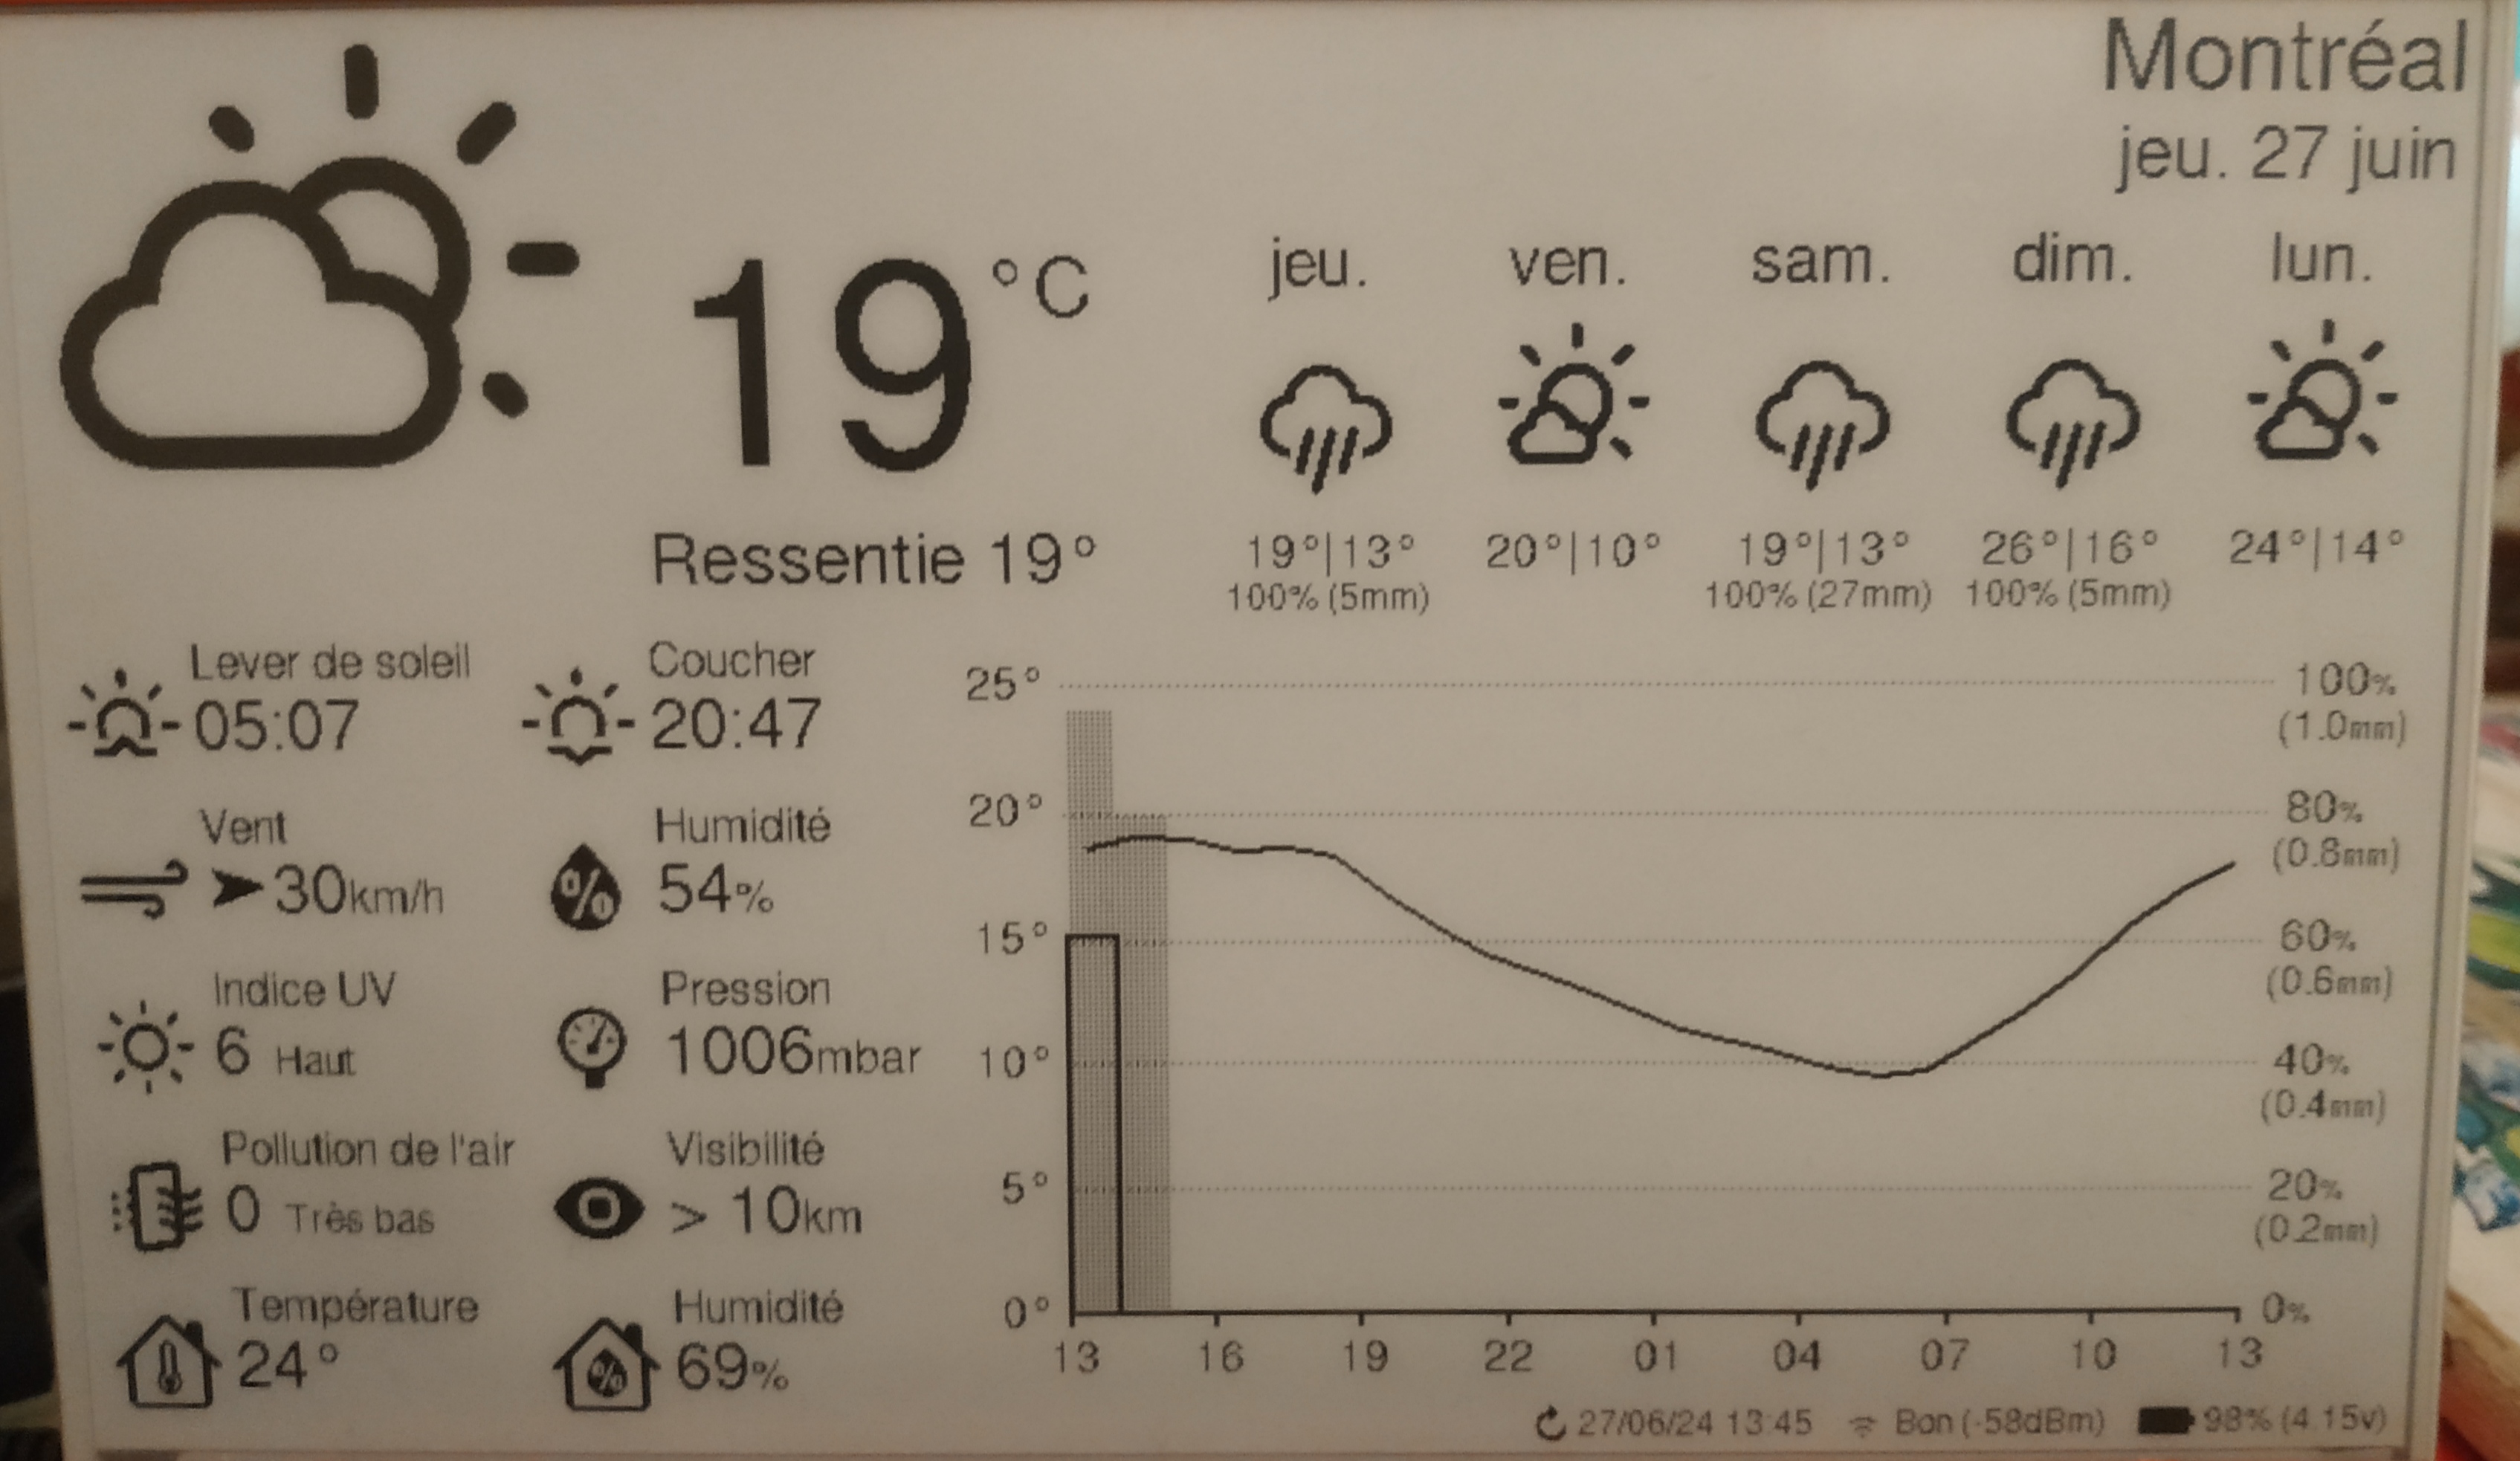 Montréal
jeu. 27 juin
19 °C
Ressentie 19°
jeu. ven. sam. dim. lun.
19°|13° 20°|10° 19°|13° 26°|16° 24°|14°
100% (5mm) 100% (27mm) 100% (5mm)
Lever de soleil
05:07
Coucher
20:47
Vent
30km/h
Humidité
54%
Indice UV
6 Haut
Pression
1006mbar
Pollution de l'air
0 Très bas
Visibilité
> 10km
Température
24°
Humidité
69%
25°
20°
15°
10°
5°
0°
100%
(1.0mm)
80%
(0.8mm)
60%
(0.6mm)
40%
(0.4mm)
20%
(0.2mm)
0%
13 16 19 22 01 04 07 10 13
27/06/24 13:45 Bon (-58dBm) 98% (4.15v)